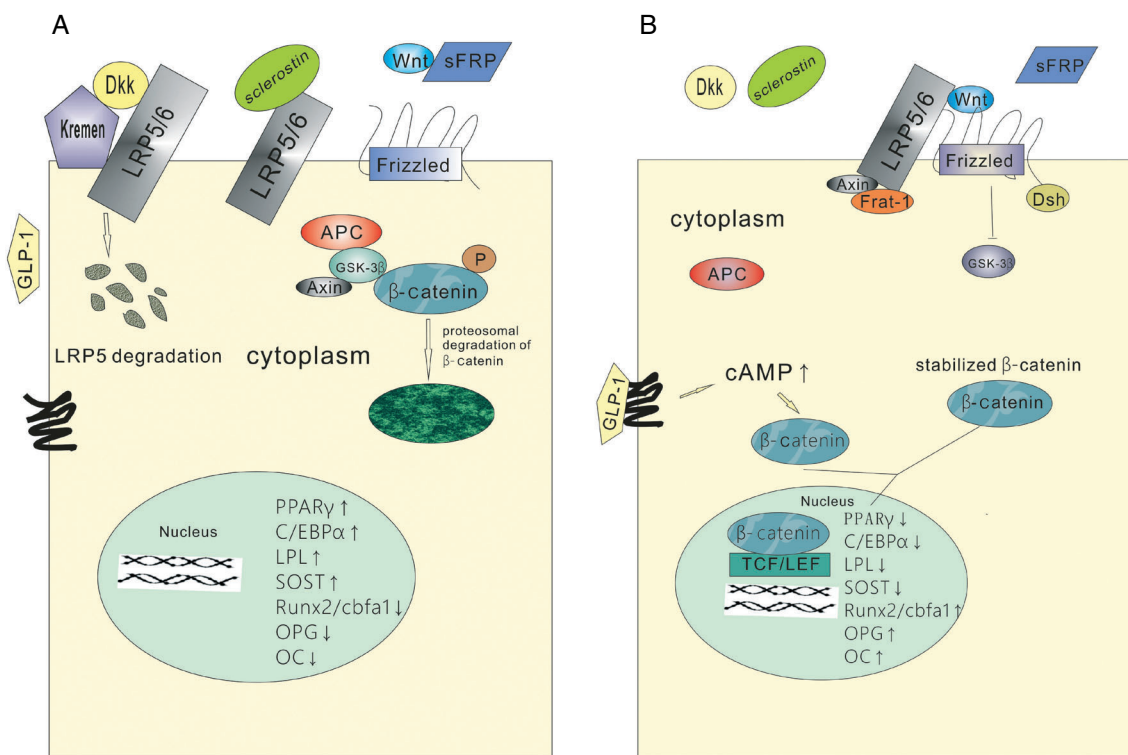 A
Dkk
Kremen
LRP5/6
sclerostin
LRP5/6
Wnt
sFRP
Frizzled
GLP-1
APC
GSK-3β
Axin
P
β-catenin
LRP5 degradation
cytoplasm
proteosomal
degradation of
β-catenin
Nucleus
PPARγ ↑
C/EBPα ↑
LPL ↑
SOST ↑
Runx2/cbfa1 ↓
OPG ↓
OC ↓
B
Dkk
sclerostin
sFRP
LRP5/6
Wnt
Frizzled
Axin
Frat-1
Dsh
cytoplasm
APC
GSK-3β
GLP-1
cAMP ↑
stabilized β-catenin
β-catenin
β-catenin
Nucleus
β-catenin
TCF/LEF
PPARγ ↓
C/EBPα ↓
LPL ↓
SOST ↓
Runx2/cbfa1 ↑
OPG ↑
OC ↑